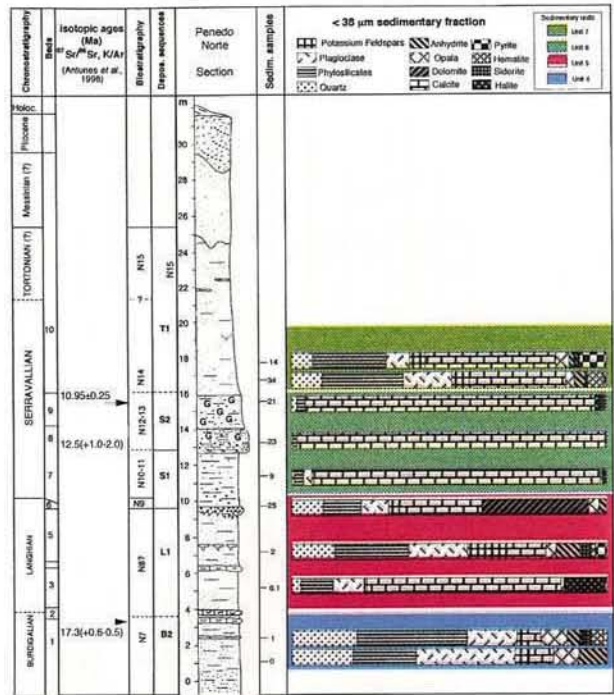 Chronostratigraphy
Beds
isotopic ages
(Ma)
87 Sr/86 Sr, K/Ar
(Antunes et al.,
1996)
Biostratigraphy
Depos. sequences
Penedo
Norte
Section
Sedim. samples
< 38 µm sedimentary fraction
Potassium Feldspars
Plagioclase
Phyllosilicates
Quartz
Anhydrite
Opala
Dolomite
Calcite
Pyrite
Hematite
Siderite
Halite
Sedimentary units
Unit 7
Unit 6
Unit 5
m
Holoc.
Pliocene
Messinian (?)
TORTONIAN (?)
SERRAVALLIAN
LANGHIAN
BURDIGALIAN
10
9
8
7
6
5
3
2
1
10.95±0.25
12.5(+1.0-2.0)
17.3(+0.6-0.5)
N15
?
N14
N12-13
N10-11
N9
N8?
N7
N15
T1
S2
S1
L1
B2
30
28
26
24
22
20
18
16
14
12
10
8
6
4
2
0
G
G
G
G
G
G
14
34
21
23
9
25
2
6.1
1
0